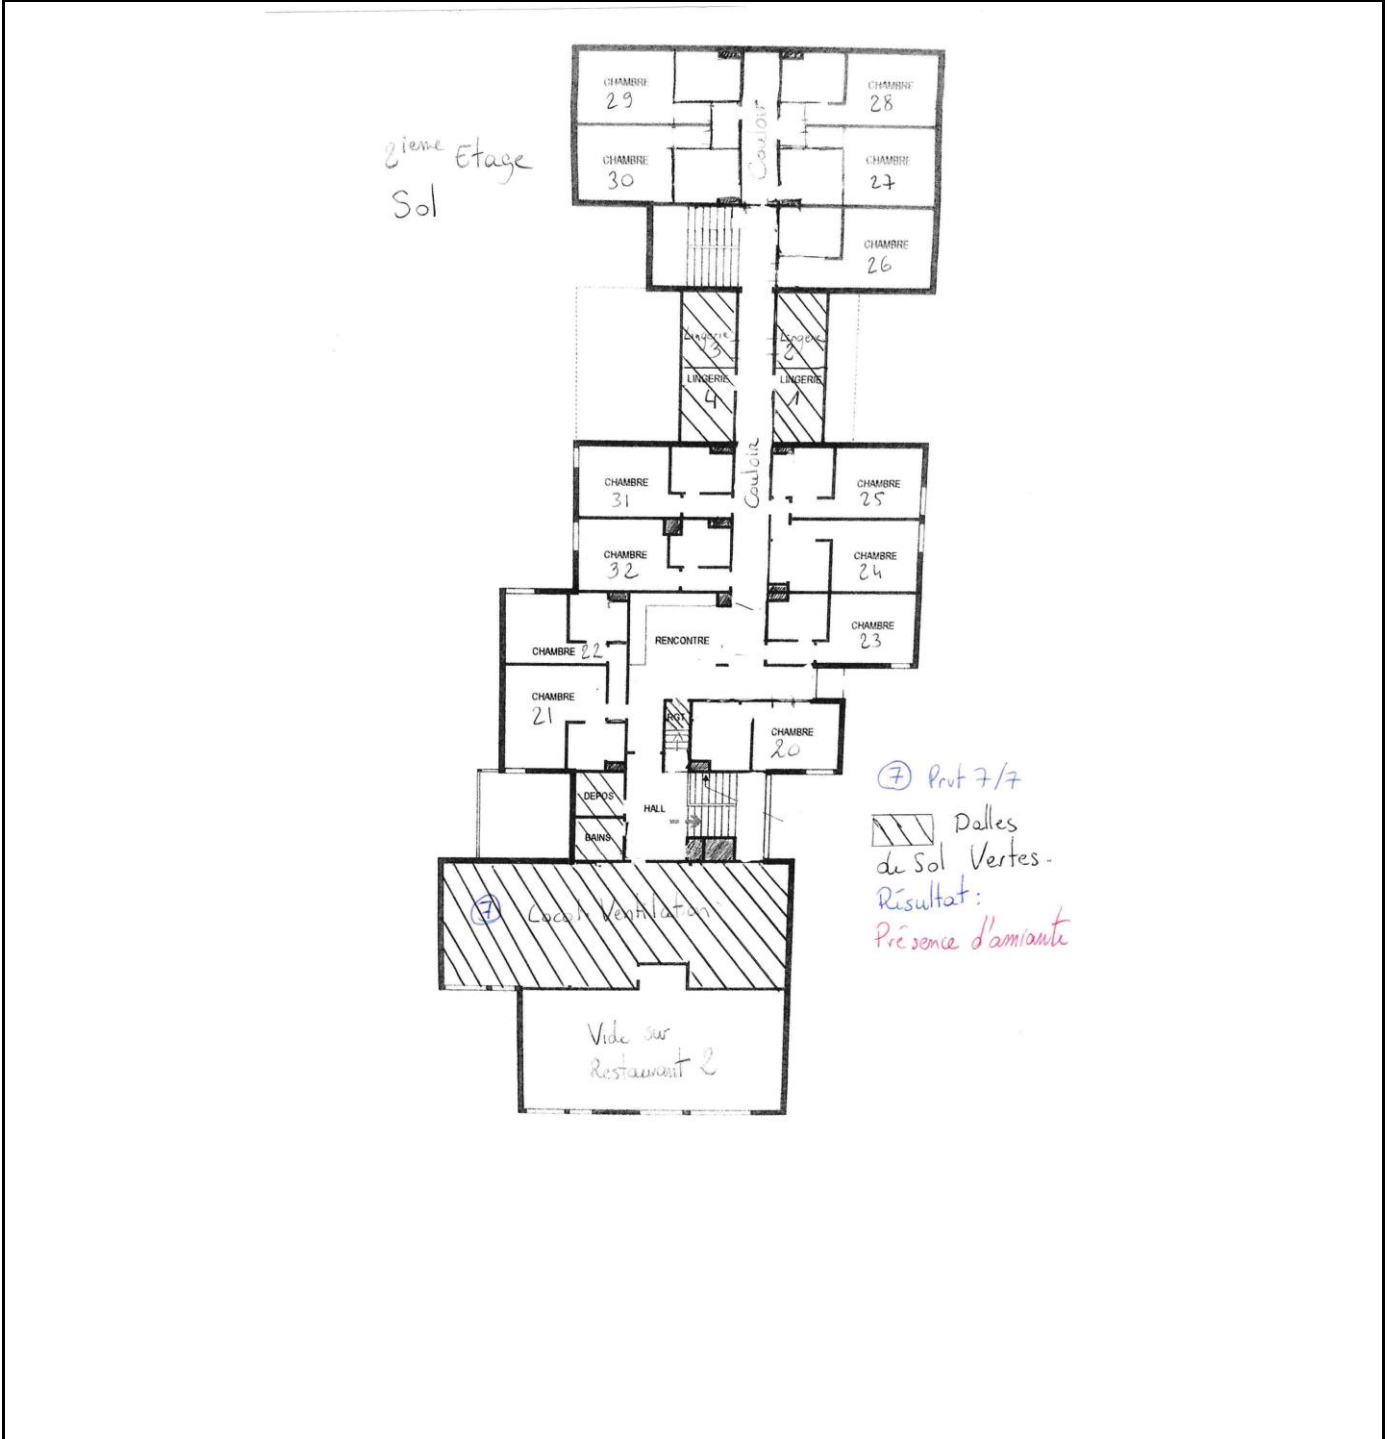 2ieme Etage
Sol
CHAMBRE
29
Couloir
CHAMBRE
28
CHAMBRE
30
CHAMBRE
27
CHAMBRE
26
Lingerie
3
Lingerie
2
LINGERIE
4
LINGERIE
1
Couloir
CHAMBRE
31
CHAMBRE
25
CHAMBRE
32
CHAMBRE
24
CHAMBRE
23
RENCONTRE
CHAMBRE 22
CHAMBRE
21
RGT
CHAMBRE
20
DEPOS
HALL
BAINS
7 Prvt 7/7
Dalles
de Sol Vertes.
Résultat :
Présence d'amiante
7 Local Ventilation
Vide sur
Restaurant 2